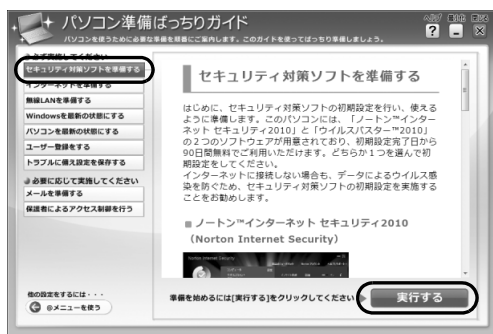 パソコン準備ばっちりガイド
パソコンを使うために必要な準備を順番にご案内します。このガイドを使ってばっちり準備しましょう。
ヘルプ 最小化 閉じる
必ず実施してください
セキュリティ対策ソフトを準備する
インターネットを準備する
無線LANを準備する
Windowsを最新の状態にする
パソコンを最新の状態にする
ユーザー登録をする
トラブルに備え設定を保存する
必要に応じて実施してください
メールを準備する
保護者によるアクセス制御を行う
他の設定をするには・・・
@メニューを使う
セキュリティ対策ソフトを準備する
はじめに、セキュリティ対策ソフトの初期設定を行い、使える
ように準備します。このパソコンには、「ノートン™インター
ネット セキュリティ2010」と「ウイルスバスター™2010」
の２つのソフトウェアが用意されており、初期設定完了日から
90日間無料でご利用いただけます。どちらか１つを選んで初
期設定をしてください。
インターネットに接続しない場合も、データによるウイルス感
染を防ぐため、セキュリティ対策ソフトの初期設定を実施する
ことをお勧めします。
■ ノートン™インターネット セキュリティ2010
（Norton Internet Security）
準備を始めるには[実行する]をクリックしてください
実行する